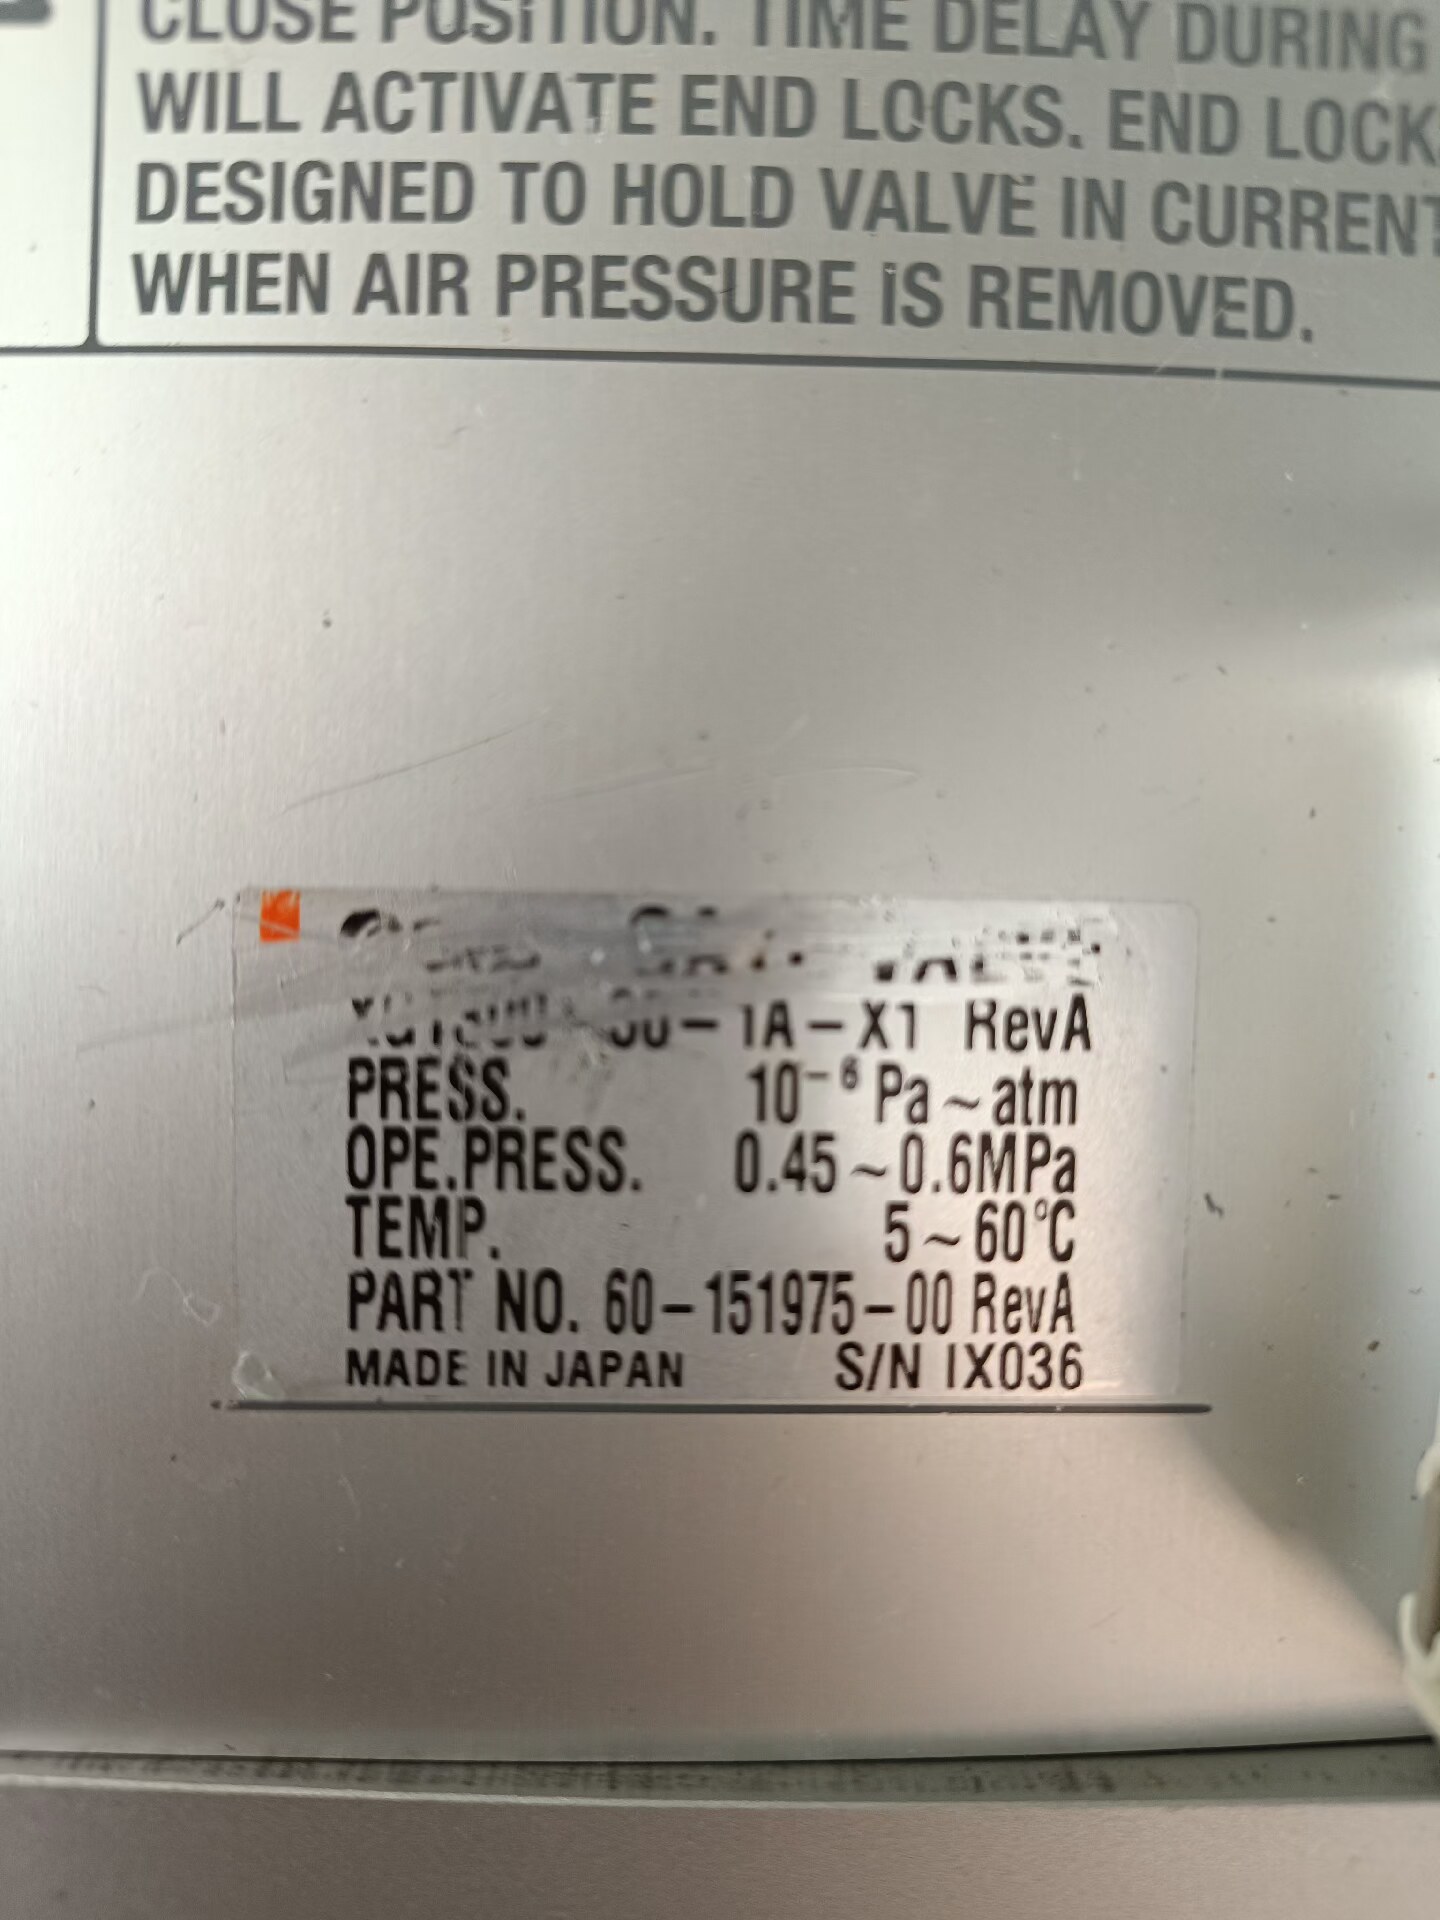 CLOSE POSITION. TIME DELAY DURING
WILL ACTIVATE END LOCKS. END LOCK
DESIGNED TO HOLD VALVE IN CURRENT
WHEN AIR PRESSURE IS REMOVED.
VALVE
-1A-X1 RevA
PRESS. 10⁻⁶ Pa~atm
OPE.PRESS. 0.45~0.6MPa
TEMP. 5~60°C
PART NO. 60-151975-00 RevA
MADE IN JAPAN S/N IX036